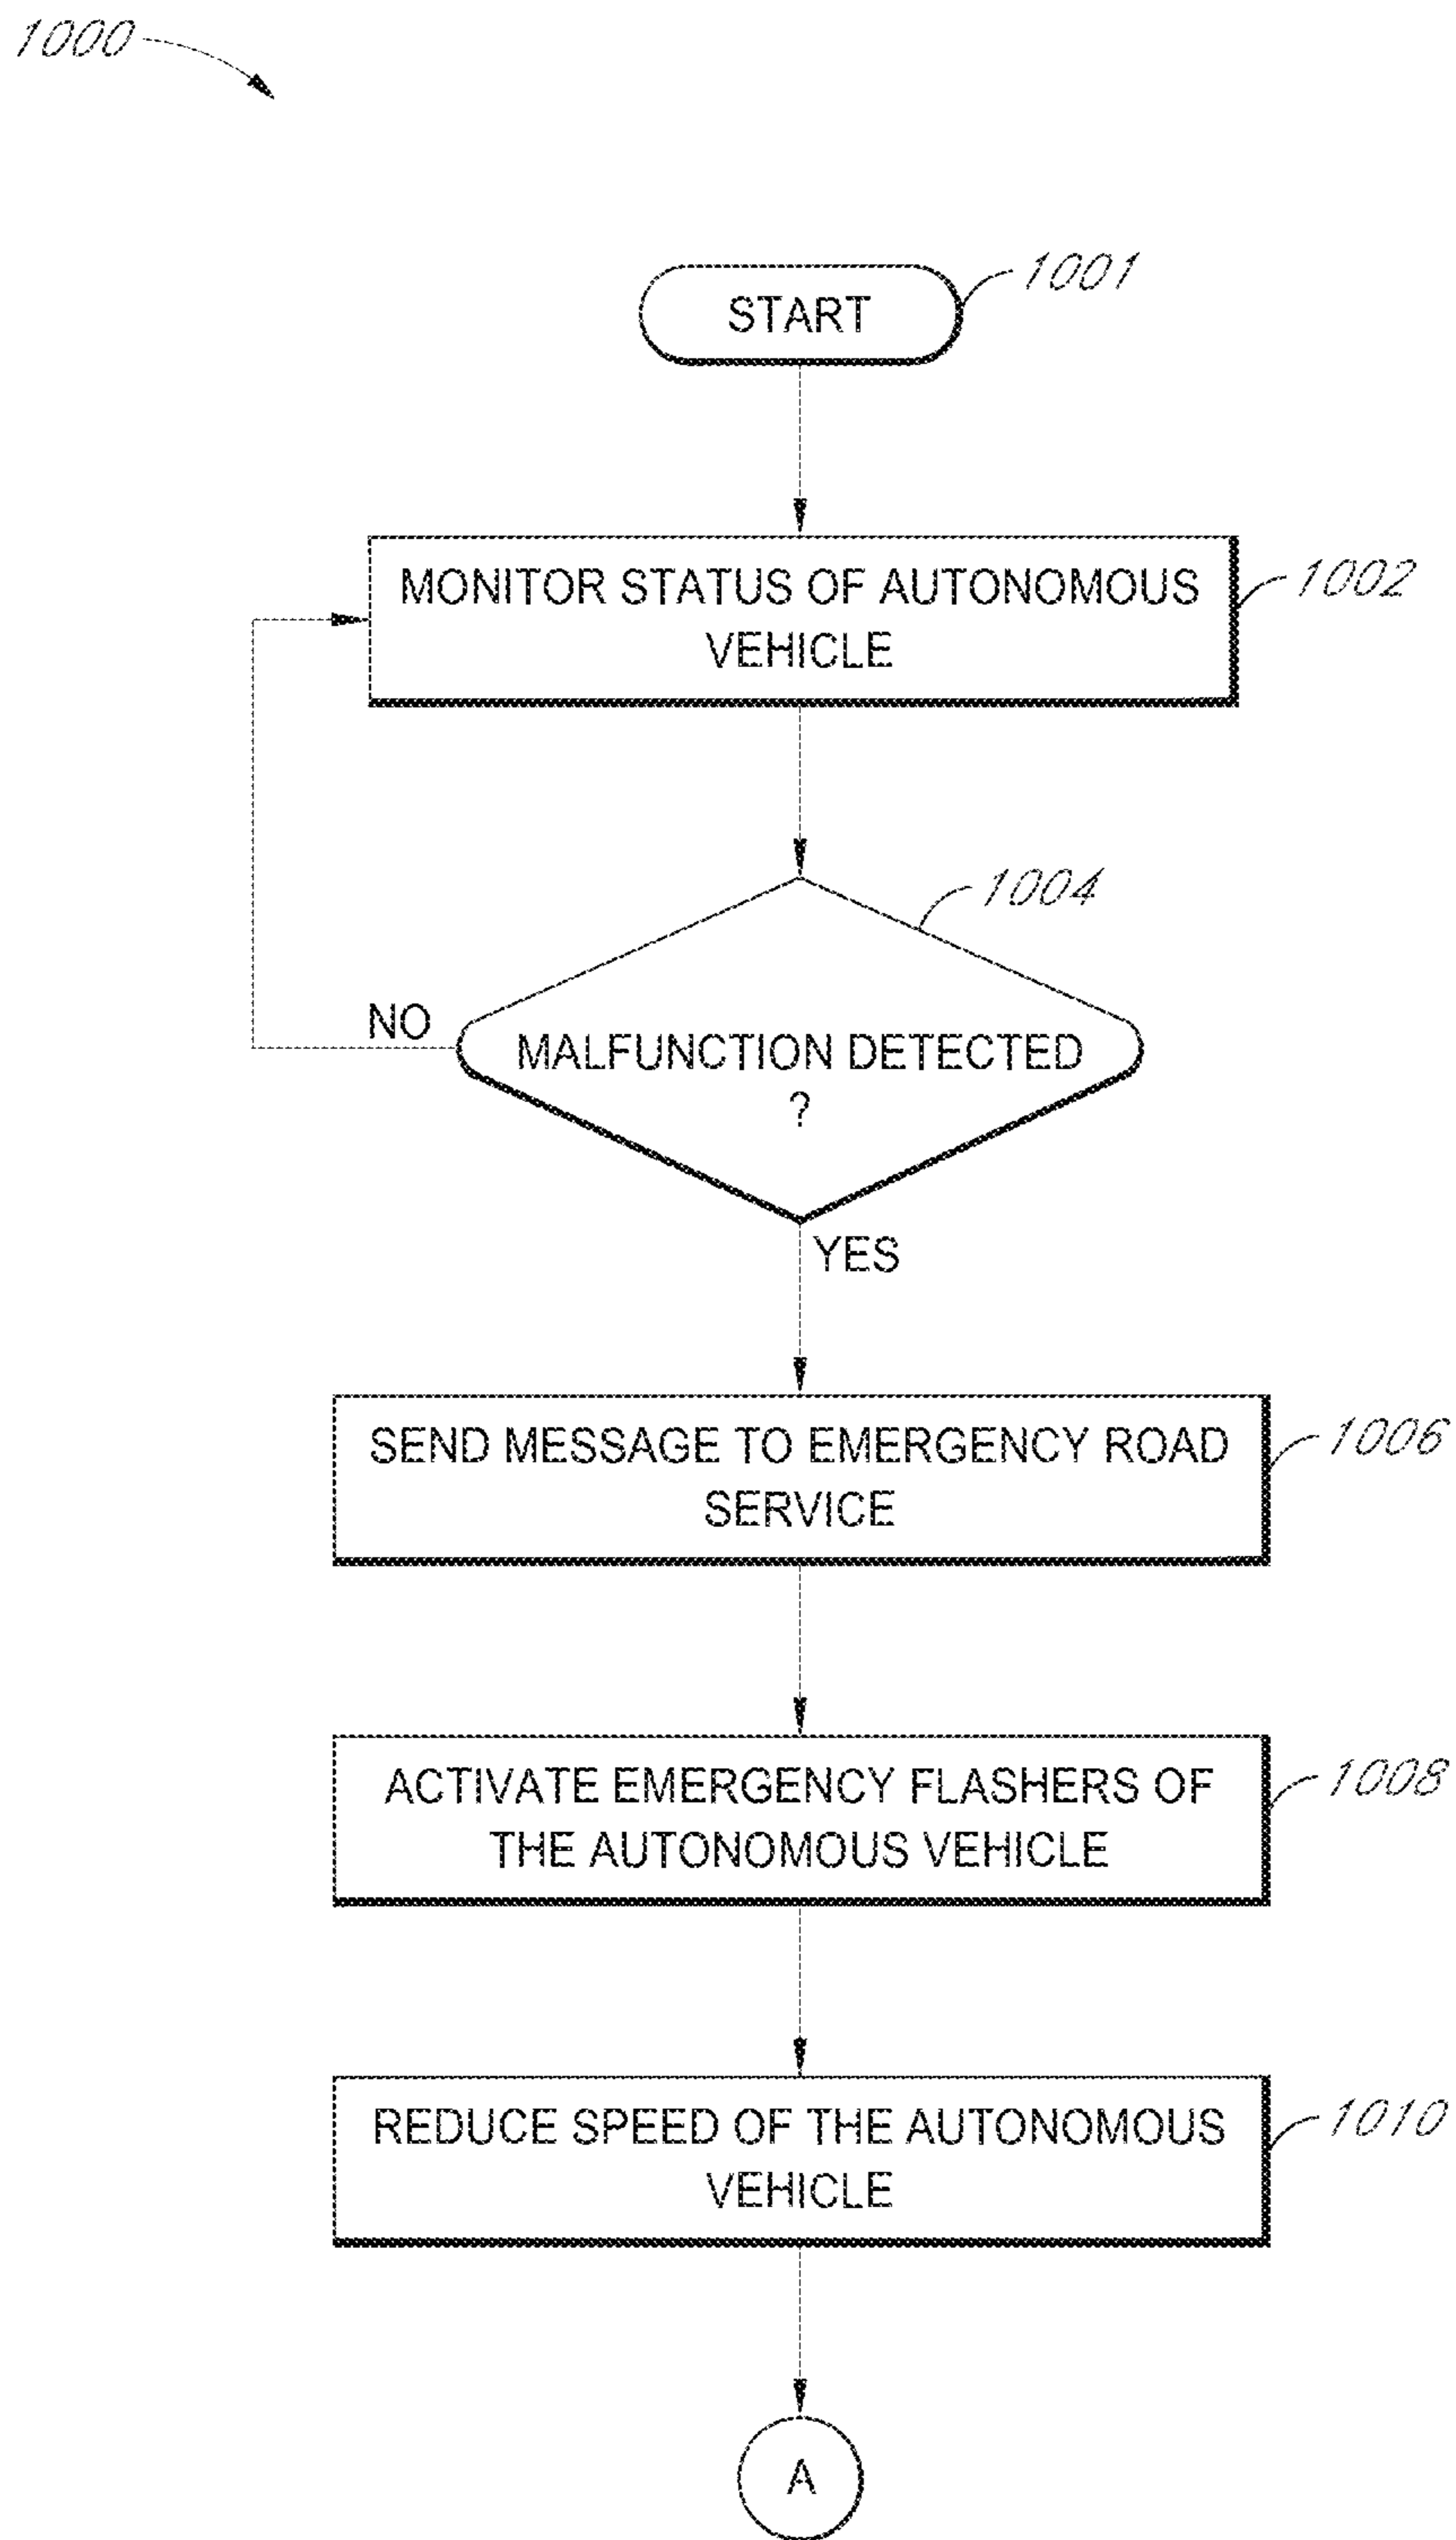 1000
START
1001
MONITOR STATUS OF AUTONOMOUS
VEHICLE
1002
1004
NO
MALFUNCTION DETECTED
?
YES
SEND MESSAGE TO EMERGENCY ROAD
SERVICE
1006
ACTIVATE EMERGENCY FLASHERS OF
THE AUTONOMOUS VEHICLE
1008
REDUCE SPEED OF THE AUTONOMOUS
VEHICLE
1010
A